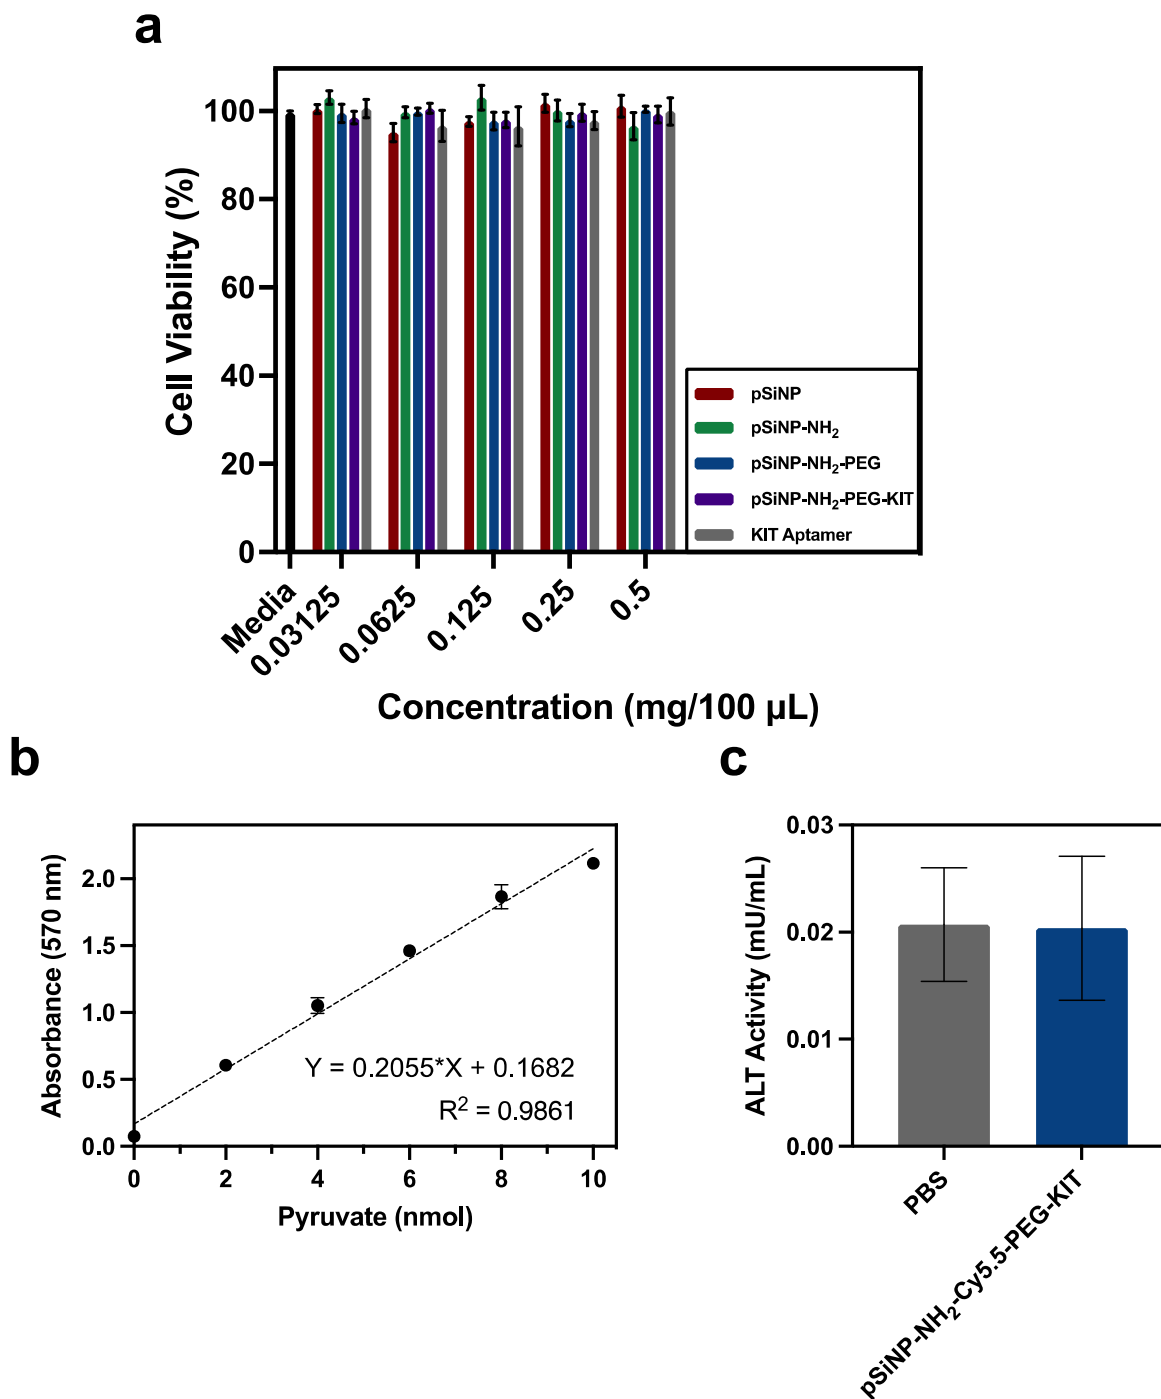 a
Cell Viability (%)
100
80
60
40
20
0
pSiNP
pSiNP-NH₂
pSiNP-NH₂-PEG
pSiNP-NH₂-PEG-KIT
KIT Aptamer
Media
0.03125
0.0625
0.125
0.25
0.5
Concentration (mg/100 µL)
b
Absorbance (570 nm)
2.0
1.5
1.0
0.5
0.0
Y = 0.2055*X + 0.1682
R² = 0.9861
0 2 4 6 8 10
Pyruvate (nmol)
c
ALT Activity (mU/mL)
0.03
0.02
0.01
0.00
PBS
pSiNP-NH₂-Cy5.5-PEG-KIT